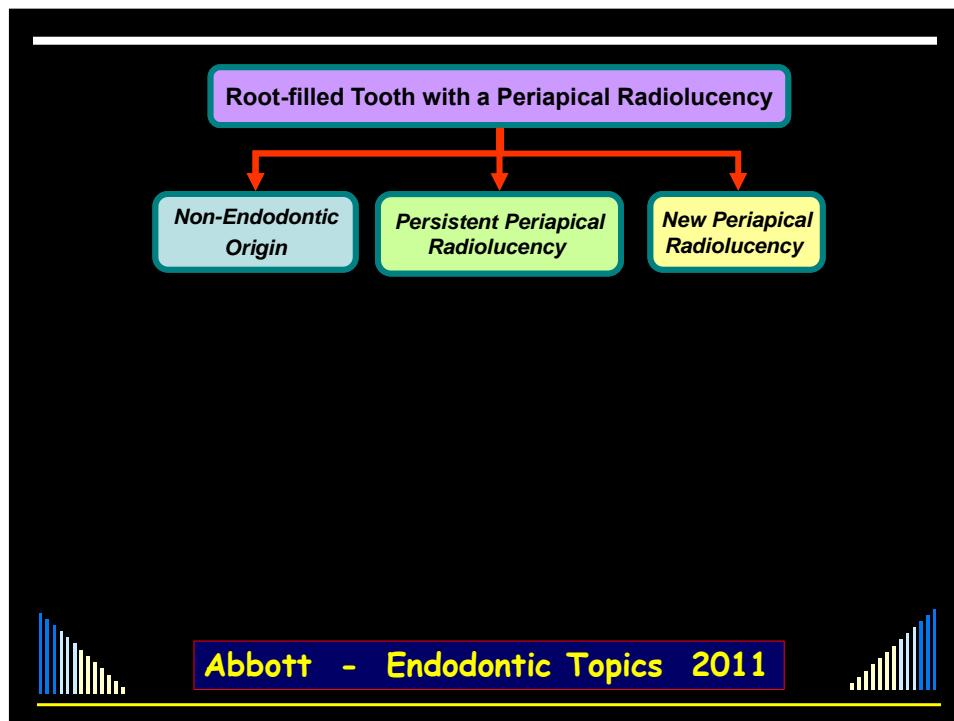 Root-filled Tooth with a Periapical Radiolucency
Non-Endodontic
Origin
Persistent Periapical
Radiolucency
New Periapical
Radiolucency
Abbott - Endodontic Topics 2011